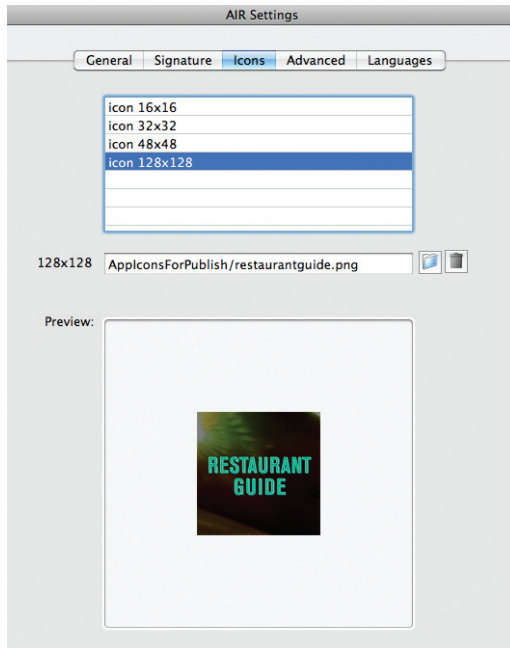 AIR Settings
General Signature Icons Advanced Languages
icon 16x16
icon 32x32
icon 48x48
icon 128x128
128x128 AppIconsForPublish/restaurantguide.png
Preview:
RESTAURANT
GUIDE